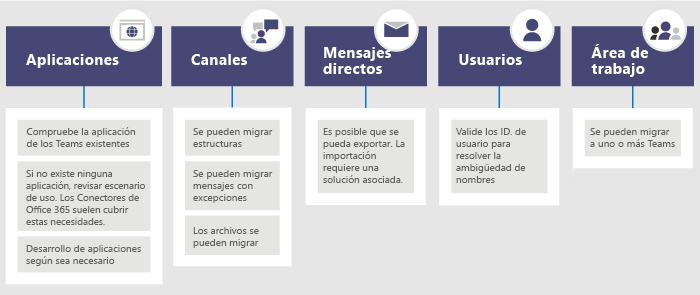 Aplicaciones
Compruebe la aplicación
de los Teams existentes
Si no existe ninguna
aplicación, revisar escenario
de uso. Los Conectores de
Office 365 suelen cubrir
estas necesidades.
Desarrollo de aplicaciones
según sea necesario
Canales
Se pueden migrar
estructuras
Se pueden migrar
mensajes con
excepciones
Los archivos se
pueden migrar
Mensajes
directos
Es posible que se
pueda exportar. La
importación
requiere una
solución asociada.
Usuarios
Valide los ID. de
usuario para
resolver la
ambigüedad de
nombres
Área de
trabajo
Se pueden migrar
a uno o más Teams